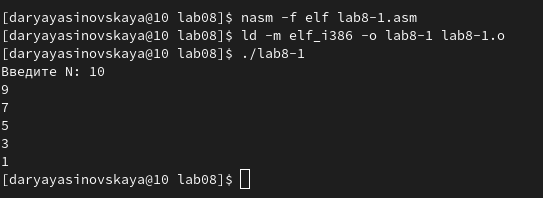 [daryayasinovskaya@10 lab08]$ nasm -f elf lab8-1.asm
[daryayasinovskaya@10 lab08]$ ld -m elf_i386 -o lab8-1 lab8-1.o
[daryayasinovskaya@10 lab08]$ ./lab8-1
Введите N: 10
9
7
5
3
1
[daryayasinovskaya@10 lab08]$